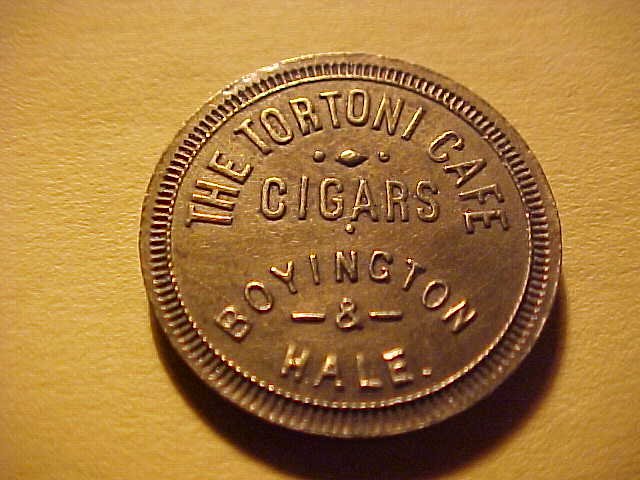 THE TORTONI CAFE
CIGARS
BOYINGTON
— & —
HALE.